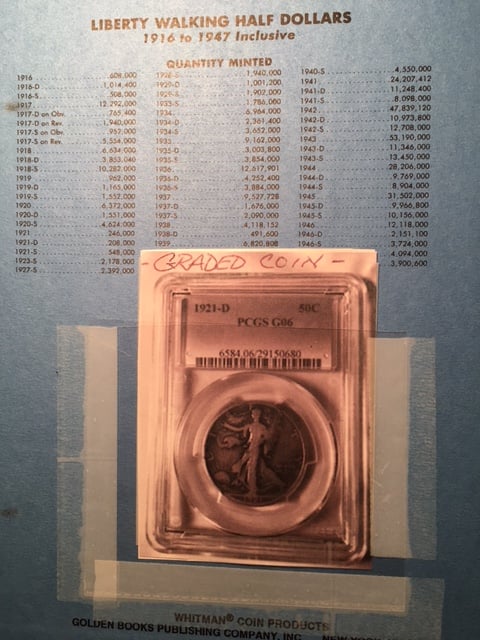 LIBERTY WALKING HALF DOLLARS
1916 to 1947 Inclusive
QUANTITY MINTED
1916 608,000
1916-D 1,014,400
1916-S 508,000
1917 12,292,000
1917-D on Obv. 765,400
1917-D on Rev. 1,940,000
1917-S on Obv. 952,000
1917-S on Rev. 5,554,000
1918 6,634,000
1918-D 3,853,040
1918-S 10,282,000
1919 962,000
1919-D 1,165,000
1919-S 1,552,000
1920 6,372,000
1920-D 1,551,000
1920-S 4,624,000
1921 246,000
1921-D 208,000
1921-S 548,000
1923-S 2,178,000
1927-S 2,392,000
1928-S 1,940,000
1929-D 1,001,200
1929-S 1,902,000
1933-S 1,786,000
1934 6,964,000
1934-D 2,361,400
1934-S 3,652,000
1935 9,162,000
1935-D 3,003,800
1935-S 3,854,000
1936 12,617,901
1936-D 4,252,400
1936-S 3,884,000
1937 9,527,728
1937-D 1,676,000
1937-S 2,090,000
1938 4,118,152
1938-D 491,600
1939 6,820,808
1940-S 4,550,000
1941 24,207,412
1941-D 11,248,400
1941-S 8,098,000
1942 47,839,120
1942-D 10,973,800
1942-S 12,708,000
1943 53,190,000
1943-D 11,346,000
1943-S 13,450,000
1944 28,206,000
1944-D 9,769,000
1944-S 8,904,000
1945 31,502,000
1945-D 9,966,800
1945-S 10,156,000
1946 12,118,000
1946-D 2,151,100
1946-S 3,724,000
4,094,000
3,900,600
- GRADED COIN -
1921-D 50C
PCGS G06
6584.06/29150680
WHITMAN® COIN PRODUCTS
GOLDEN BOOKS PUBLISHING COMPANY, INC.